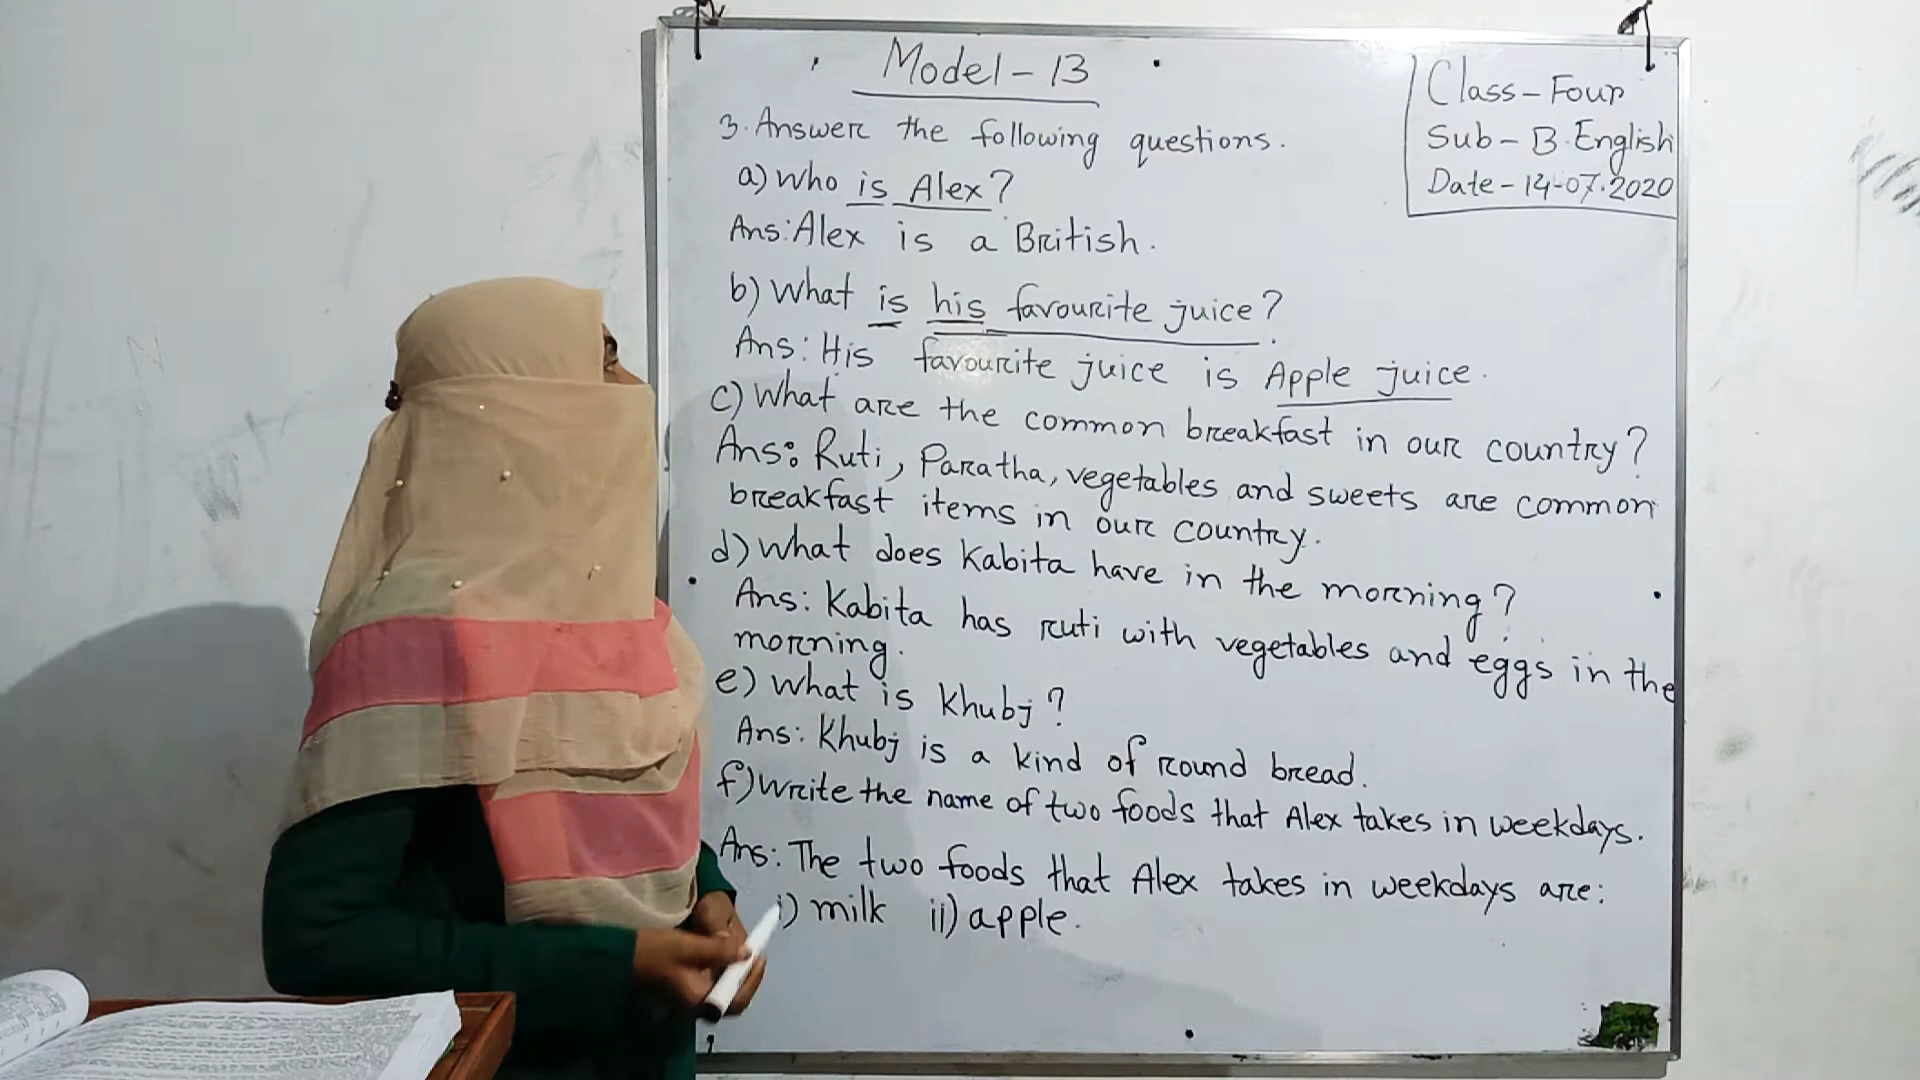 Model-13
Class-Four
Sub-B.English
Date-14-07.2020
3. Answer the following questions.
a) Who is Alex?
Ans: Alex is a British.
b) What is his favourite juice?
Ans: His favourite juice is Apple juice.
c) What are the common breakfast in our country?
Ans: Ruti, Paratha, vegetables and sweets are common
breakfast items in our country.
d) What does Kabita have in the morning?
Ans: Kabita has ruti with vegetables and eggs in the
morning.
e) What is Khubj?
Ans: Khubj is a kind of round bread.
f) Write the name of two foods that Alex takes in weekdays.
Ans: The two foods that Alex takes in weekdays are:
i) milk ii) apple.